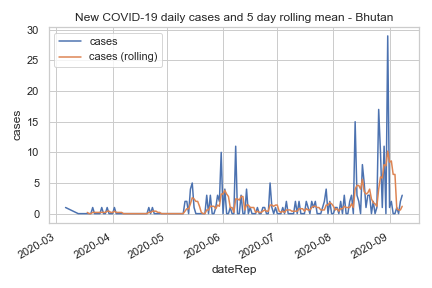 New COVID-19 daily cases and 5 day rolling mean - Bhutan
cases
cases (rolling)
30
25
20
15
10
5
0
cases
2020-03
2020-04
2020-05
2020-06
2020-07
2020-08
2020-09
dateRep